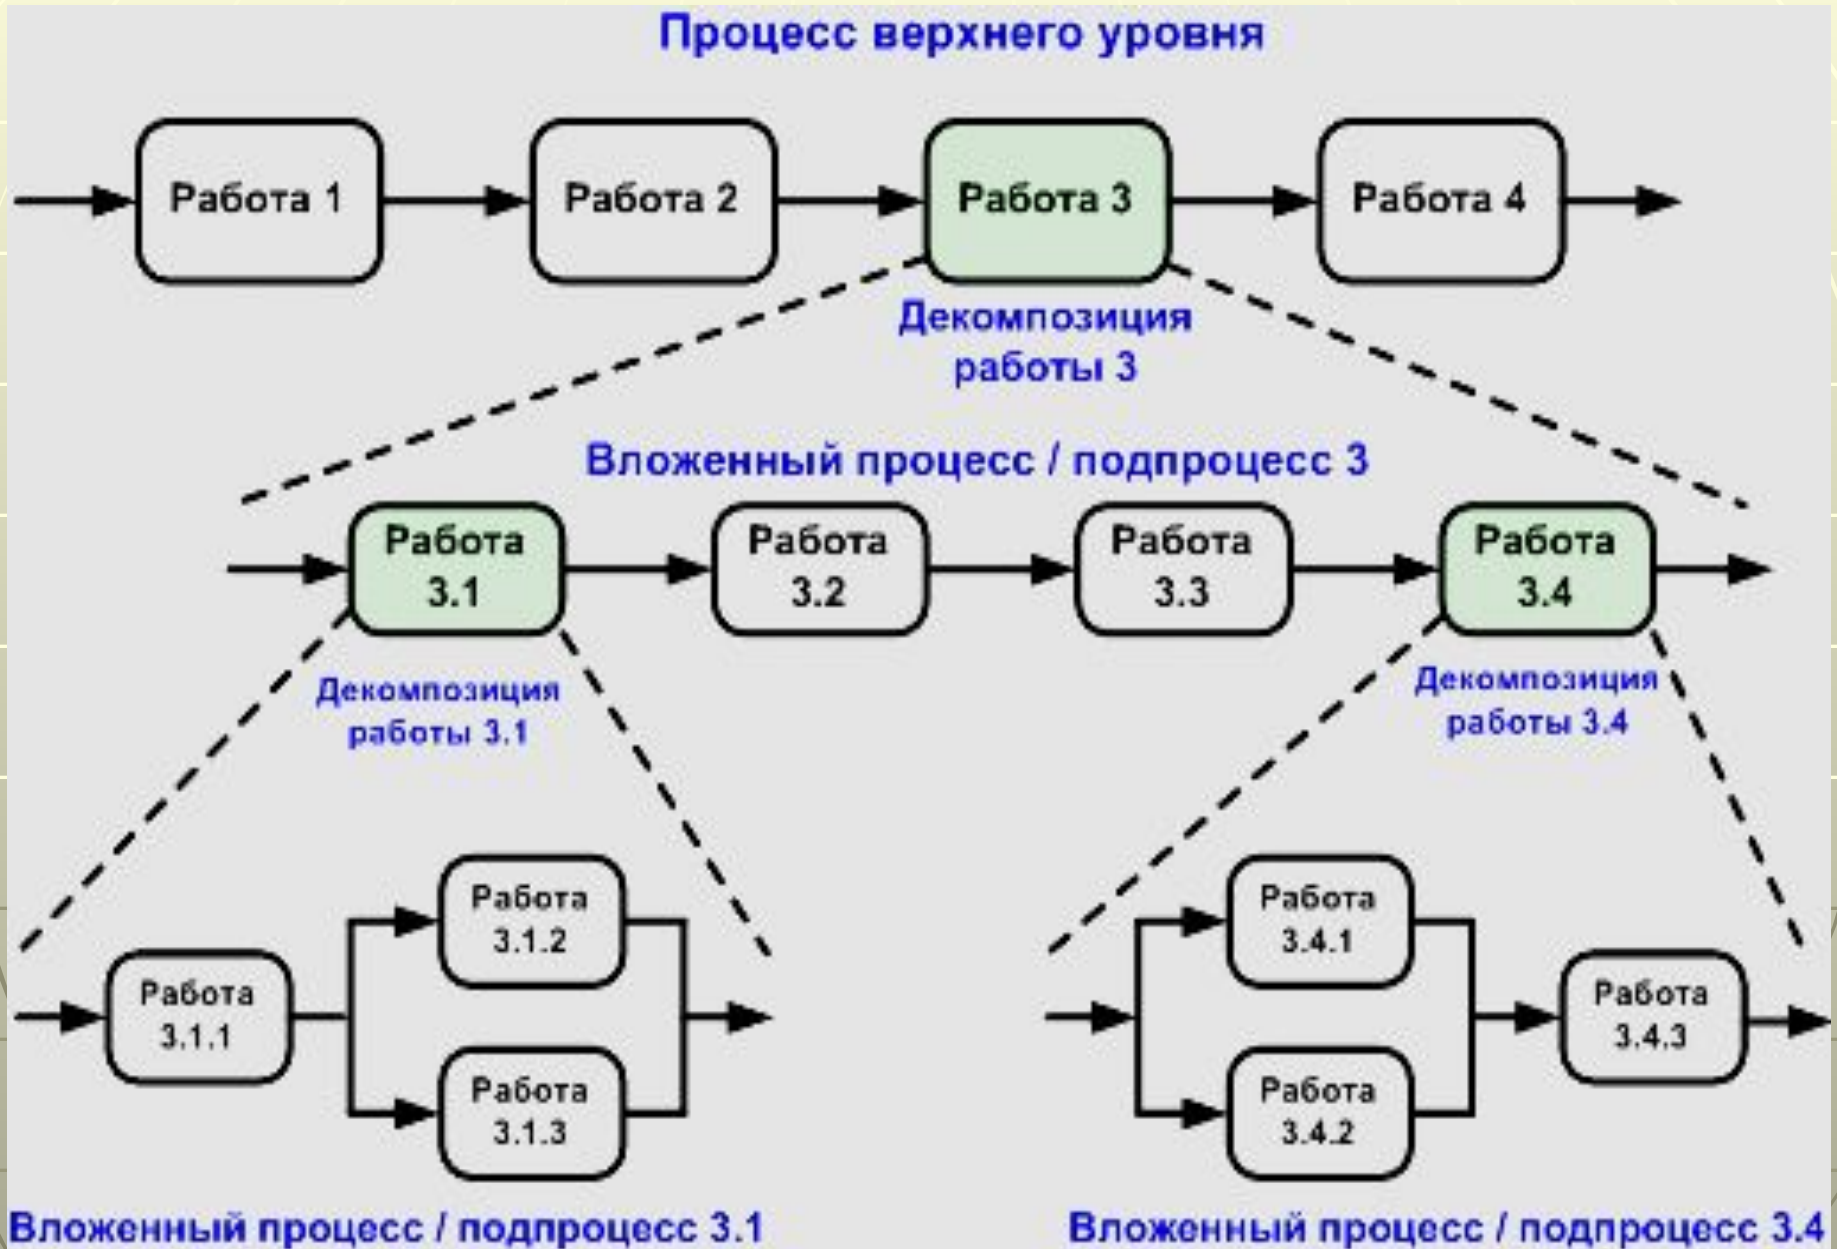 Процесс верхнего уровня
Работа 1
Работа 2
Работа 3
Работа 4
Декомпозиция
работы 3
Вложенный процесс / подпроцесс 3
Работа
3.1
Работа
3.2
Работа
3.3
Работа
3.4
Декомпозиция
работы 3.1
Декомпозиция
работы 3.4
Работа
3.1.1
Работа
3.1.2
Работа
3.1.3
Работа
3.4.1
Работа
3.4.2
Работа
3.4.3
Вложенный процесс / подпроцесс 3.1
Вложенный процесс / подпроцесс 3.4